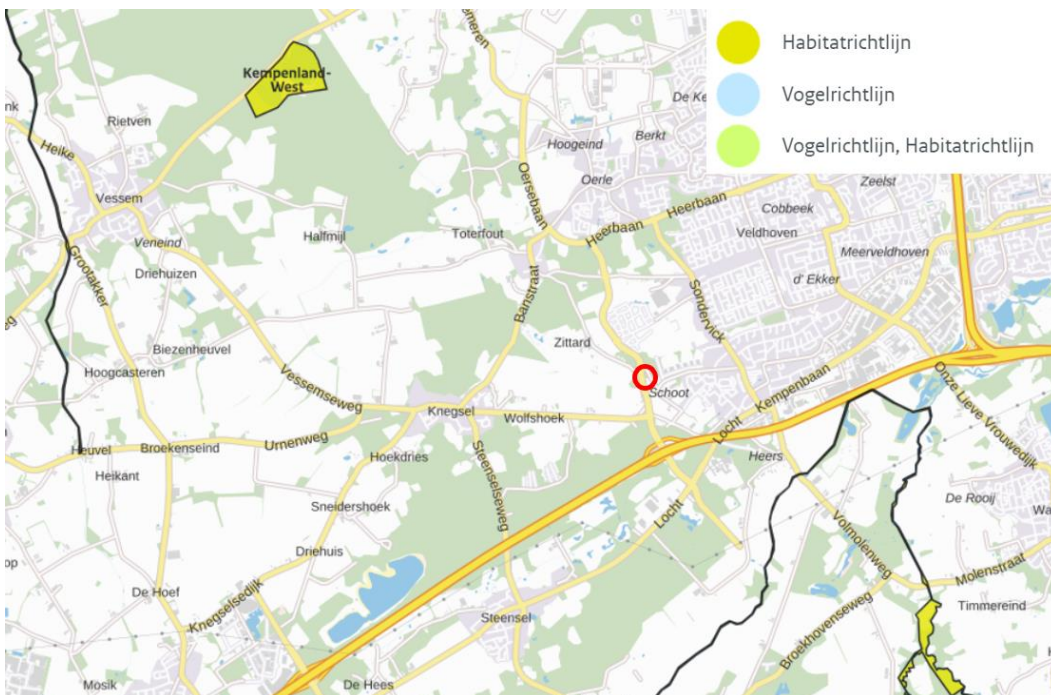 Habitatrichtlijn
Vogelrichtlijn
Vogelrichtlijn, Habitatrichtlijn
Kempenland-
West
Rietven
Heike
Vessem
Veneind
Driehuizen
Grootakker
Halfmijl
Toterfout
Oersebaan
Hoogeind
Berkt
Oerle
Heerbaan
Heerbaan
Zeelst
Cobbeek
Veldhoven
Meerveldhoven
d' Ekker
Sondervick
Banstraat
Zittard
Schoot
Biezenheuvel
Hoogcasteren
Vessemseweg
Knegsel
Wolfshoek
Kempenbaan
Locht
Onze Lieve Vrouwedijk
Heuvel
Broekenseind
Urnenweg
Hoekdries
Heikant
Steenselseweg
Heers
Sneidershoek
Locht
De Rooij
Volmolenweg
Driehuis
Molenstraat
De Hoef
Knegselsedijk
Steensel
Timmereind
Broekhovenseweg
Mosik
De Hees